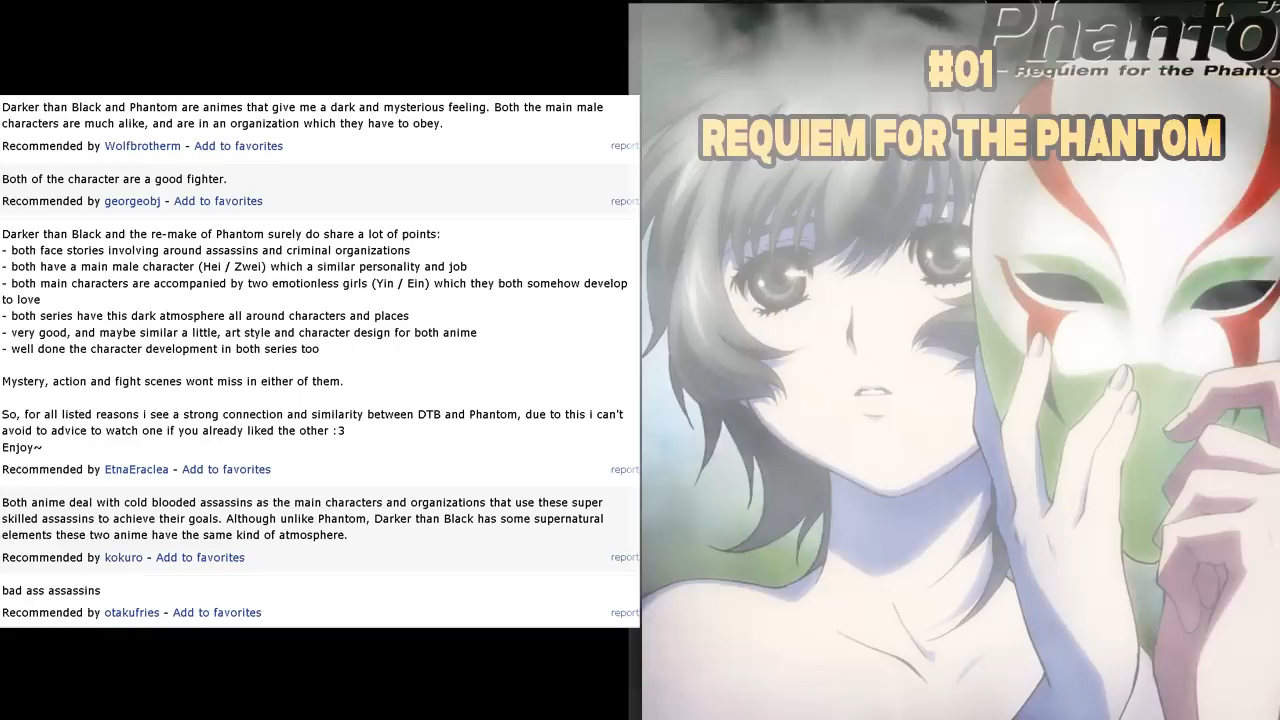 Darker than Black and Phantom are animes that give me a dark and mysterious feeling. Both the main male
characters are much alike, and are in an organization which they have to obey.
Recommended by Wolfbrotherm - Add to favorites report
Both of the character are a good fighter.
Recommended by georgeobj - Add to favorites report
Darker than Black and the re-make of Phantom surely do share a lot of points:
- both face stories involving around assassins and criminal organizations
- both have a main male character (Hei / Zwei) which a similar personality and job
- both main characters are accompanied by two emotionless girls (Yin / Ein) which they both somehow develop
to love
- both series have this dark atmosphere all around characters and places
- very good, and maybe similar a little, art style and character design for both anime
- well done the character development in both series too
Mystery, action and fight scenes wont miss in either of them.
So, for all listed reasons i see a strong connection and similarity between DTB and Phantom, due to this i can't
avoid to advice to watch one if you already liked the other :3
Enjoy~
Recommended by EtnaEraclea - Add to favorites report
Both anime deal with cold blooded assassins as the main characters and organizations that use these super
skilled assassins to achieve their goals. Although unlike Phantom, Darker than Black has some supernatural
elements these two anime have the same kind of atmosphere.
Recommended by kokuro - Add to favorites report
bad ass assassins
Recommended by otakufries - Add to favorites report
Phanto
- Requiem for the Phanto
#01
REQUIEM FOR THE PHANTOM